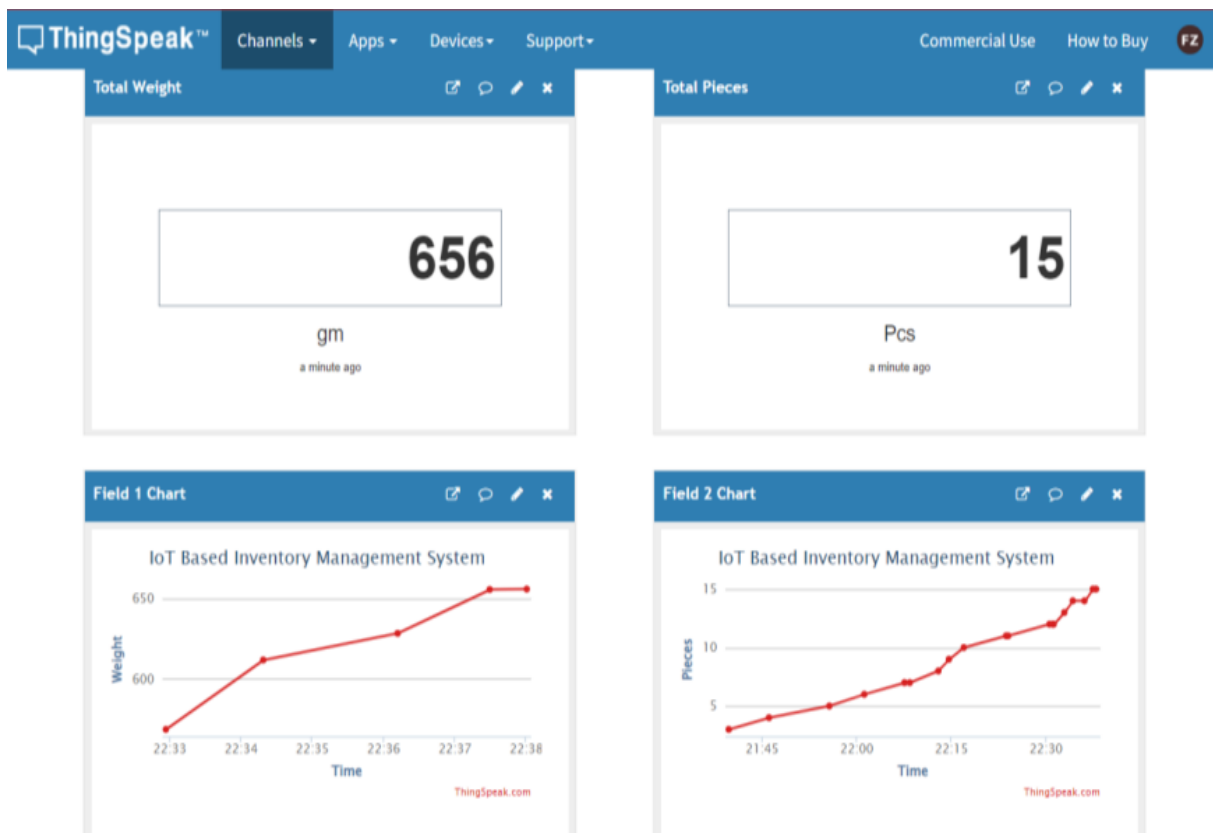 ThingSpeak™ Channels Apps Devices Support Commercial Use How to Buy FZ
Total Weight
656
gm
a minute ago
Total Pieces
15
Pcs
a minute ago
Field 1 Chart
IoT Based Inventory Management System
650
600
Weight
22:33 22:34 22:35 22:36 22:37 22:38
Time
ThingSpeak.com
Field 2 Chart
IoT Based Inventory Management System
15
10
5
Pieces
21:45 22:00 22:15 22:30
Time
ThingSpeak.com